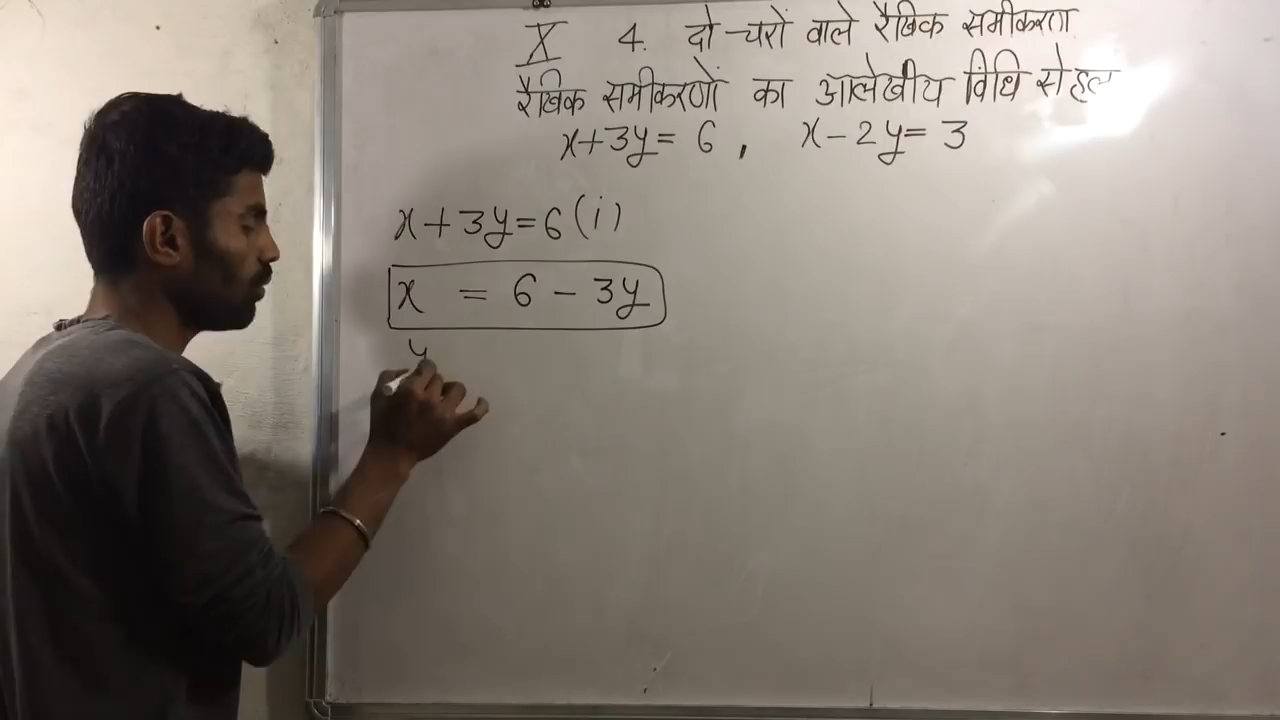 X 4. दो चरों वाले रैखिक समीकरण
रैखिक समीकरणों का आलेखीय विधि से हल
x+3y=6, x-2y=3
x+3y=6(i)
x = 6-3y
y